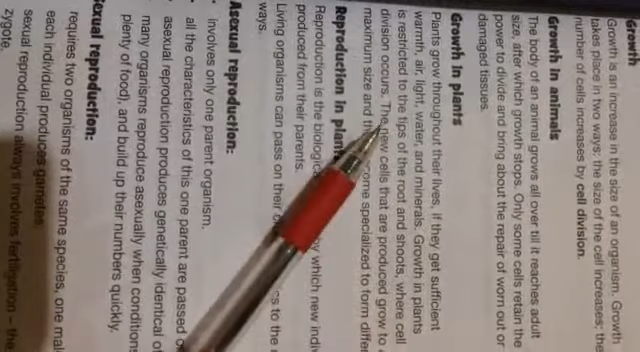 Growth
Growth is an increase in the size of an organism. Growth
takes place in two ways: the size of the cell increases; the
number of cells increases by cell division.
Growth in animals
The body of an animal grows all over till it reaches adult
size, after which growth stops. Only some cells retain the
power to divide and bring about the repair of worn out or
damaged tissues.
Growth in plants
Plants grow throughout their lives, if they get sufficient
warmth, air, light, water, and minerals. Growth in plants
is restricted to the tips of the root and shoots, where cell
division occurs. The new cells that are produced grow to
maximum size and ome specialized to form differ
Reproduction in plan
Reproduction is the biologic by which new indiv
produced from their parents.
Living organisms can pass on their to the
ways.
Asexual reproduction:
involves only one parent organism.
all the characteristics of this one parent are passed
asexual reproduction produces genetically identical
many organisms reproduce asexually when conditions
plenty of food), and build up their numbers quickly.
exual reproduction:
requires two organisms of the same species, one mal
each individual produces gametes
sexual reproduction always involves fertilisation – the
zygote.